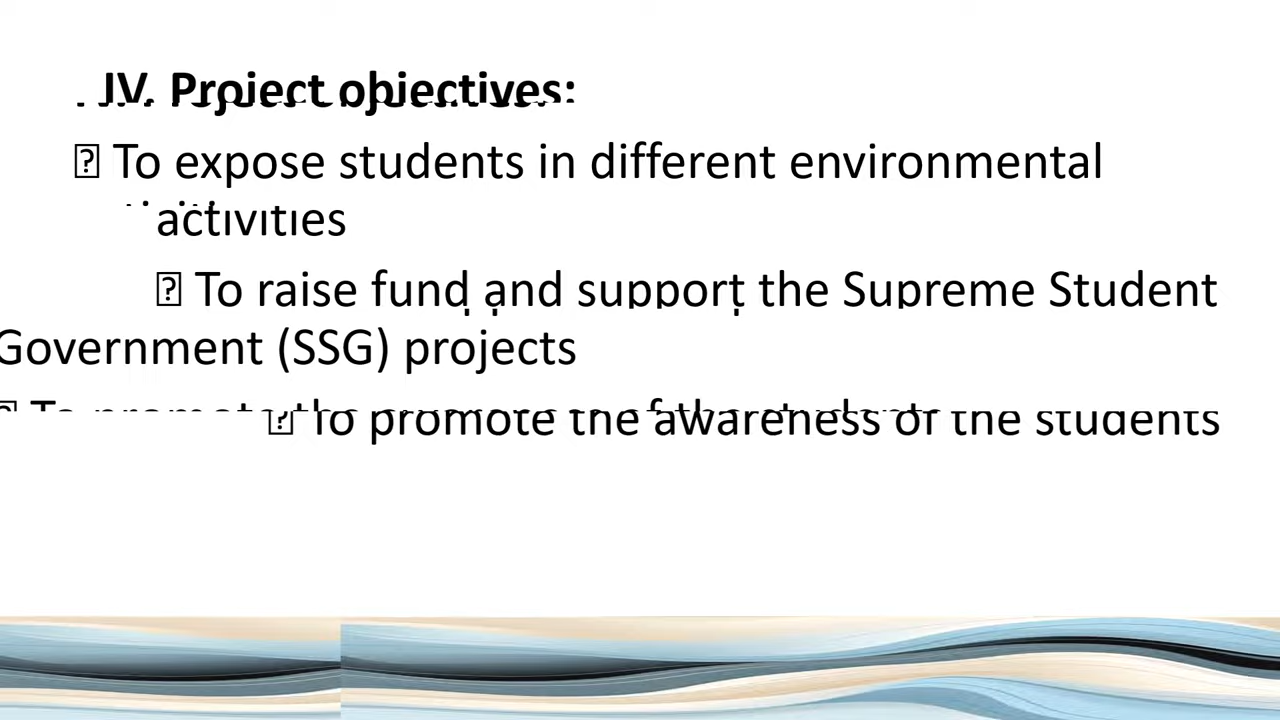 IV. Project objectives:
To expose students in different environmental
activities
To raise fund and support the Supreme Student
Government (SSG) projects
To promote the awareness of the students